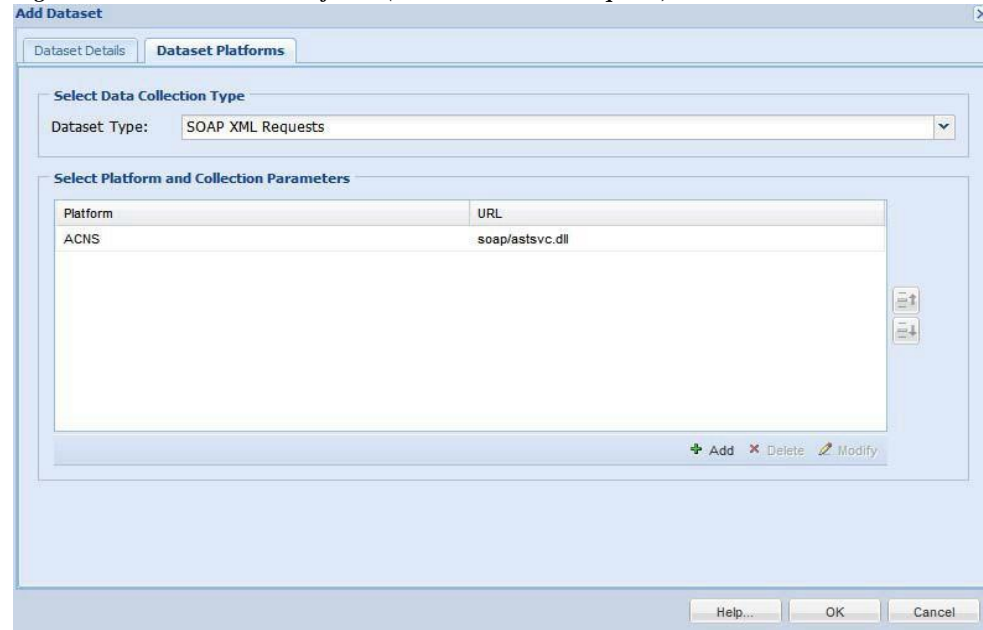 Add Dataset
Dataset Details Dataset Platforms
Select Data Collection Type
Dataset Type: SOAP XML Requests
Select Platform and Collection Parameters
Platform URL
ACNS soap/astsvc.dll
Add Delete Modify
Help... OK Cancel